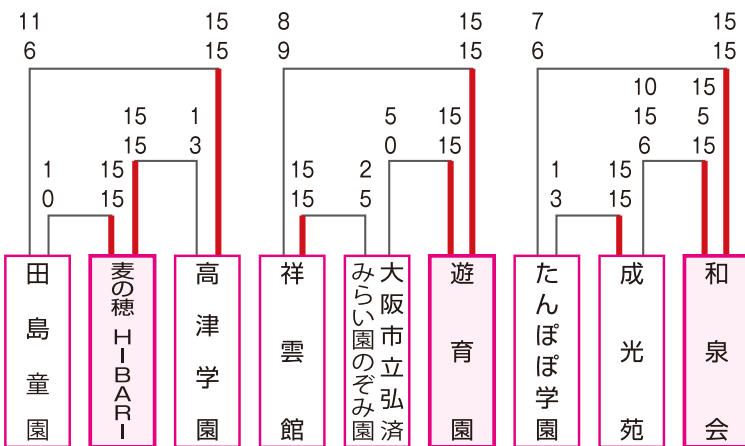 11 15 8 15 7 15
6 15 9 15 6 15
10 15
15 1 5 15 15 5
15 3 0 15 6 15
1 15 15 2 1 15
0 15 15 5 3 15
田島童園
麦の穂 HIBARI
高津学園
祥雲館
大阪市立弘済
みらい園のぞみ園
遊育園
たんぽぽ学園
成光苑
和泉会